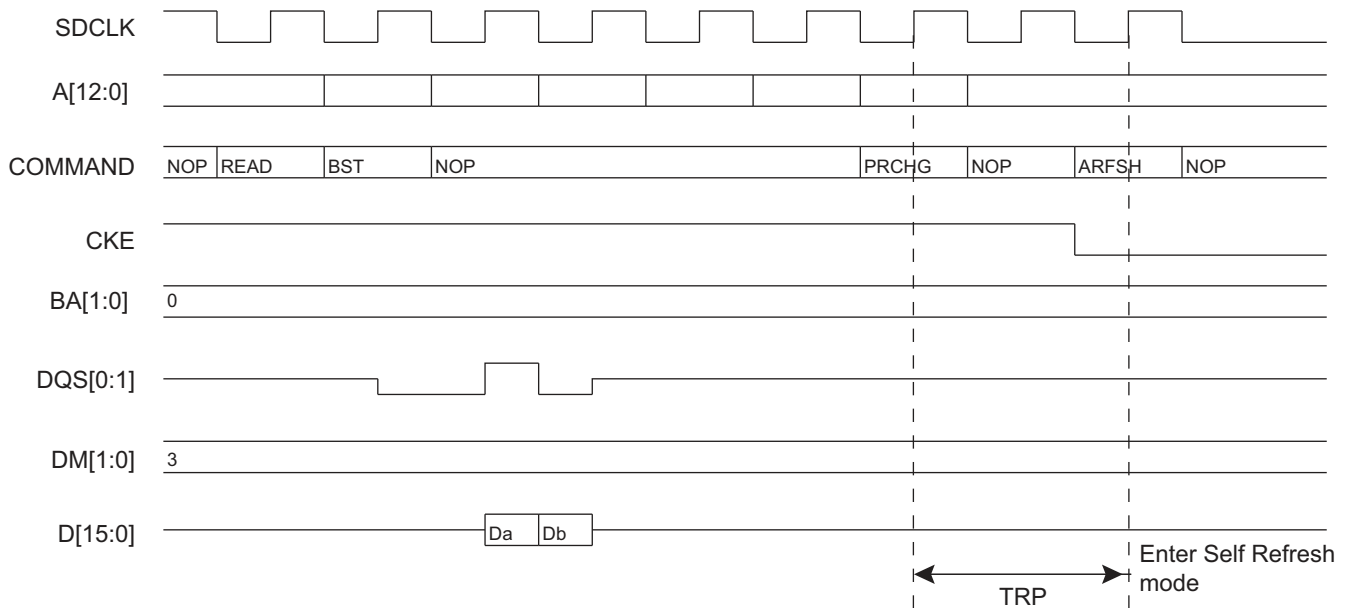 SDCLK
A[12:0]
COMMAND NOP READ BST NOP PRCHG NOP ARFSH NOP
CKE
BA[1:0] 0
DQS[0:1]
DM[1:0] 3
D[15:0] Da Db
Enter Self Refresh
mode
TRP